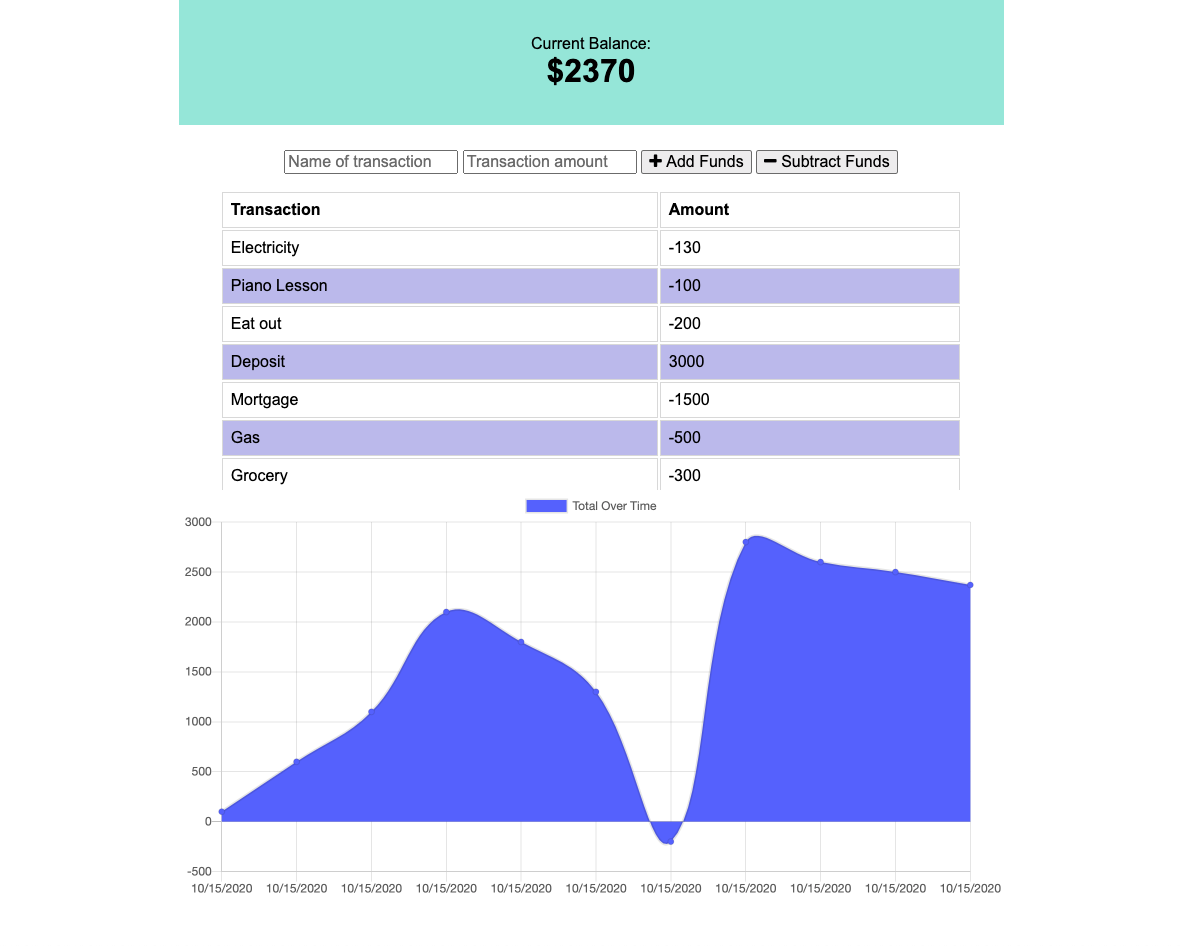 Current Balance:
$2370
Name of transaction Transaction amount Add Funds Subtract Funds
Transaction Amount
Electricity -130
Piano Lesson -100
Eat out -200
Deposit 3000
Mortgage -1500
Gas -500
Grocery -300
Total Over Time
3000
2500
2000
1500
1000
500
0
-500
10/15/2020 10/15/2020 10/15/2020 10/15/2020 10/15/2020 10/15/2020 10/15/2020 10/15/2020 10/15/2020 10/15/2020 10/15/2020